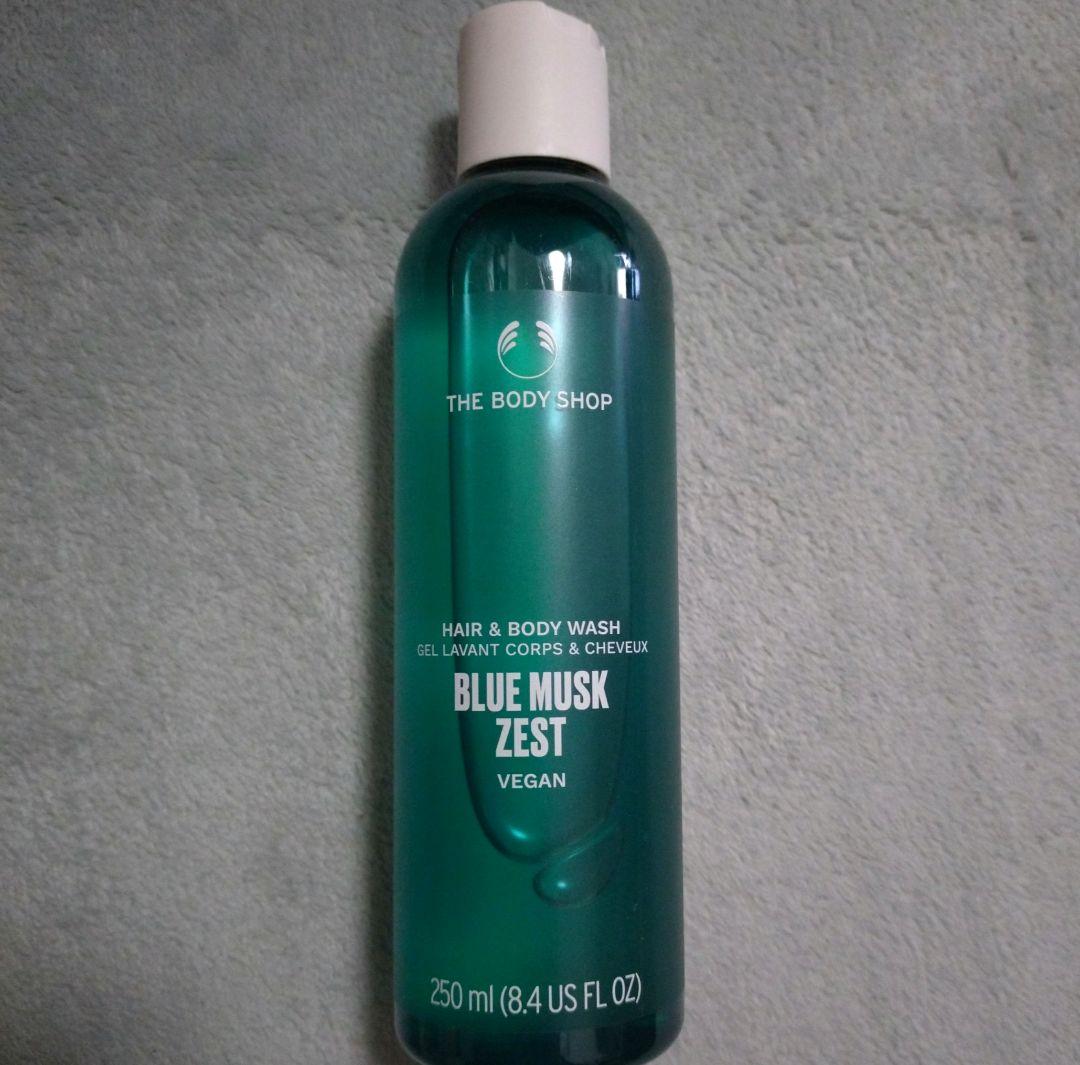 THE BODY SHOP
HAIR & BODY WASH
GEL LAVANT CORPS & CHEVEUX
BLUE MUSK
ZEST
VEGAN
250 ml (8.4 US FL OZ)